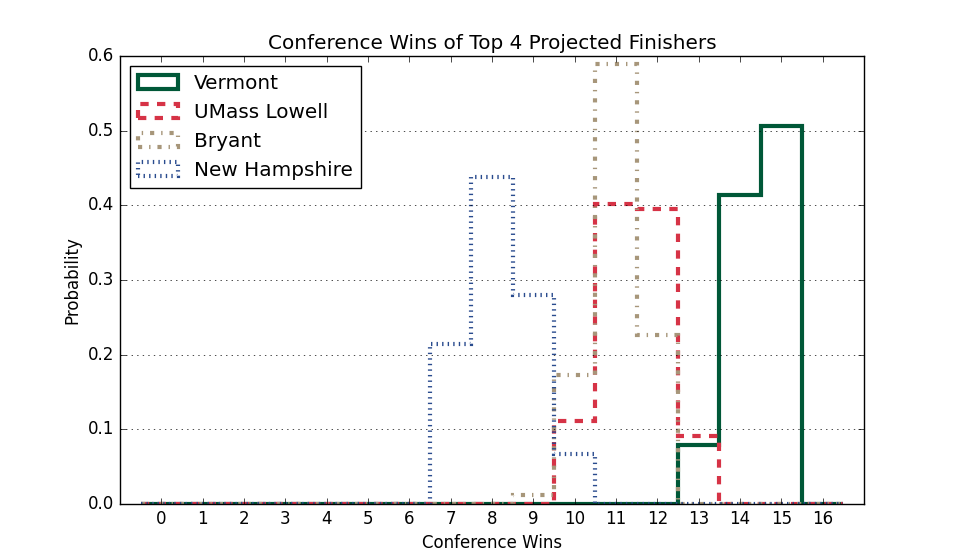 Conference Wins of Top 4 Projected Finishers
0.6
0.5
0.4
0.3
0.2
0.1
0.0
Probability
Vermont
UMass Lowell
Bryant
New Hampshire
0 1 2 3 4 5 6 7 8 9 10 11 12 13 14 15 16
Conference Wins